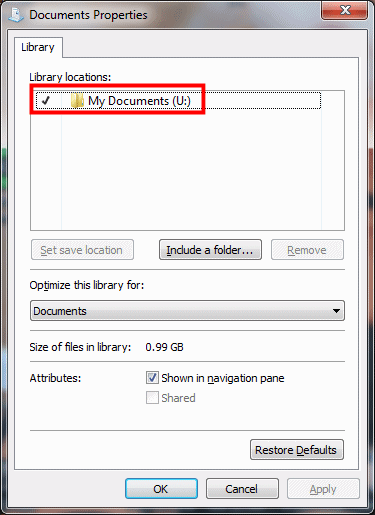 Documents Properties
Library
Library locations:
My Documents (U:)
Set save location Include a folder... Remove
Optimize this library for:
Documents
Size of files in library: 0.99 GB
Attributes: Shown in navigation pane
Shared
Restore Defaults
OK Cancel Apply